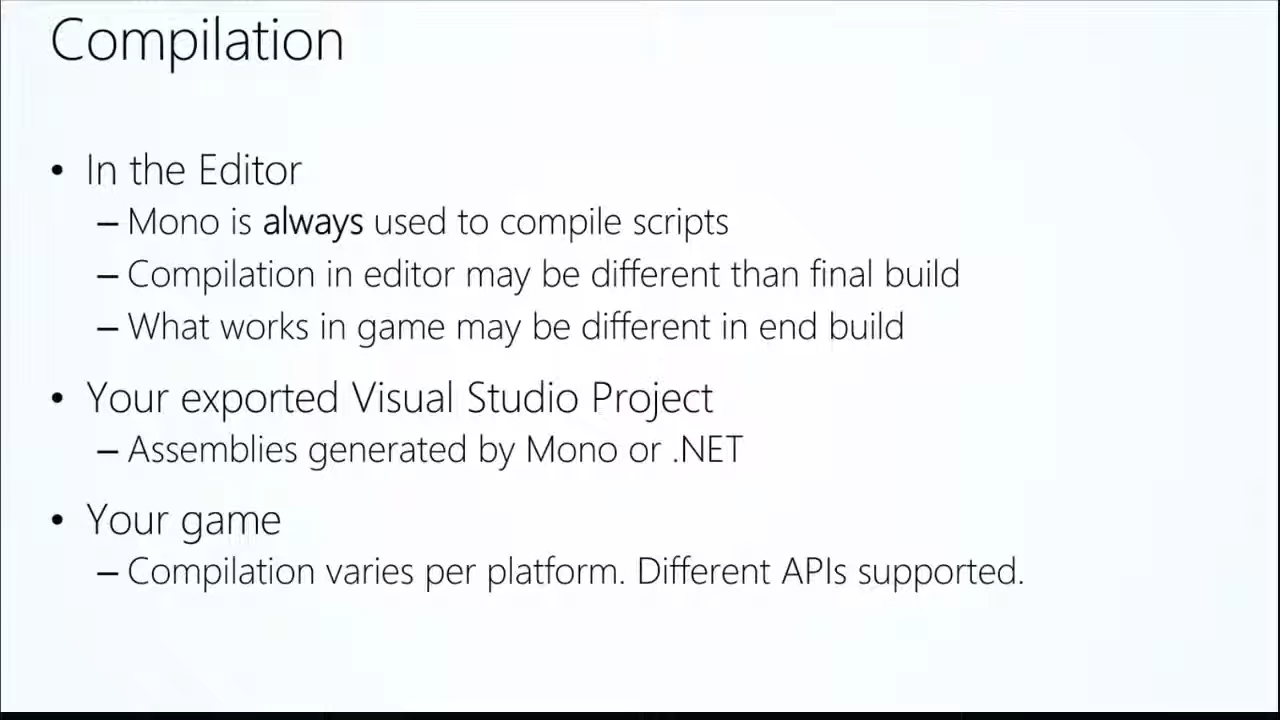 Compilation
• In the Editor
– Mono is always used to compile scripts
– Compilation in editor may be different than final build
– What works in game may be different in end build
• Your exported Visual Studio Project
– Assemblies generated by Mono or .NET
• Your game
– Compilation varies per platform. Different APIs supported.